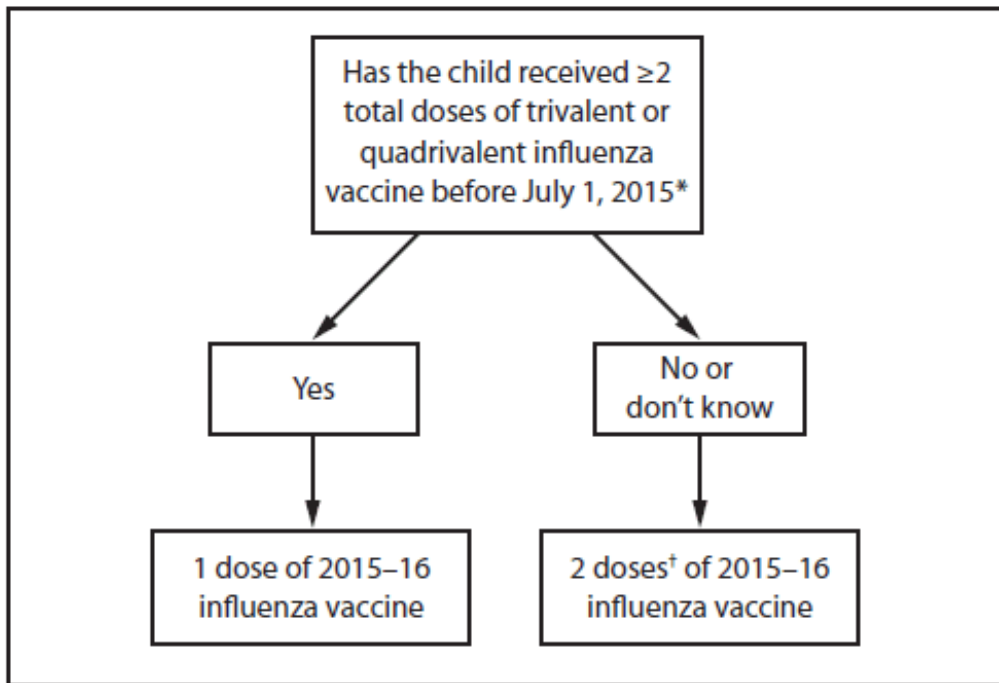 Has the child received ≥2
total doses of trivalent or
quadrivalent influenza
vaccine before July 1, 2015*
Yes
No or
don't know
1 dose of 2015–16
influenza vaccine
2 doses† of 2015–16
influenza vaccine